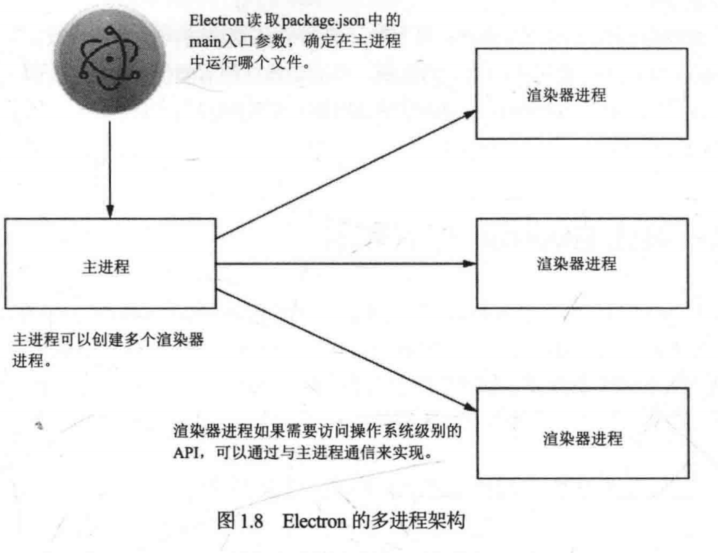 Electron读取package.json中的
main入口参数，确定在主进程
中运行哪个文件。
渲染器进程
主进程
渲染器进程
主进程可以创建多个渲染器
进程。
渲染器进程如果需要访问操作系统级别的
API，可以通过与主进程通信来实现。
渲染器进程
图 1.8 Electron 的多进程架构